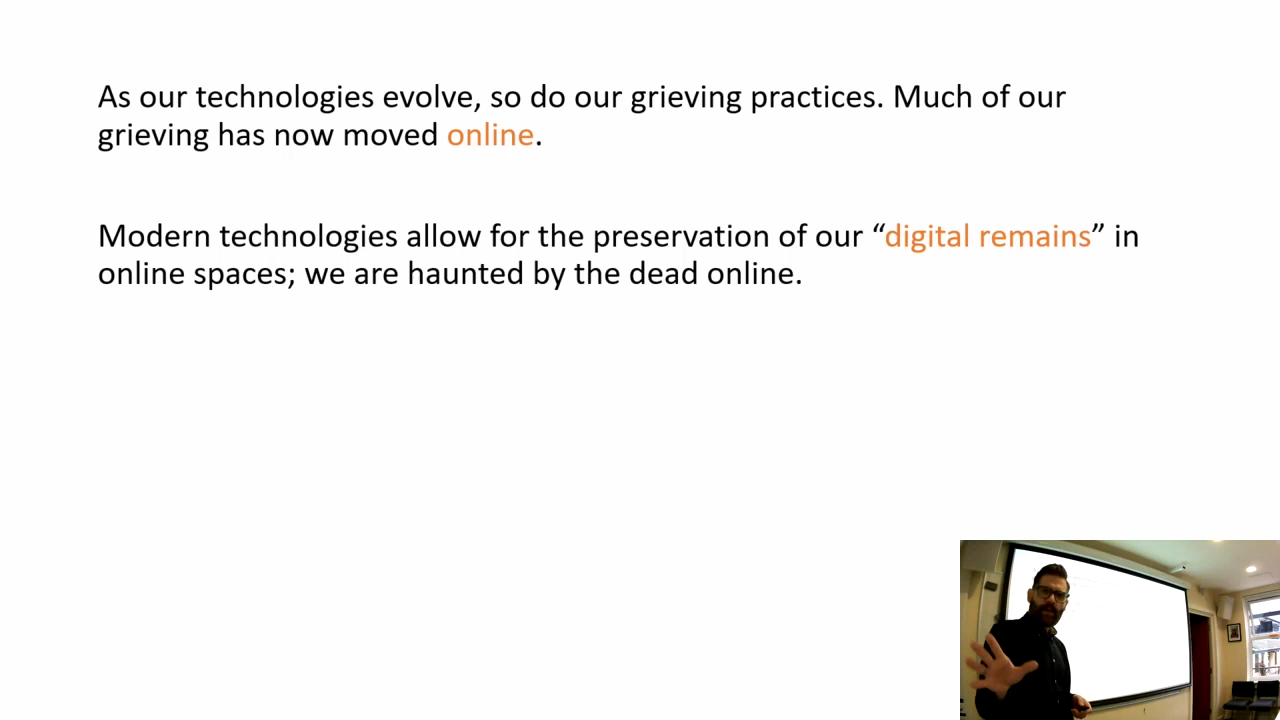 As our technologies evolve, so do our grieving practices. Much of our
grieving has now moved online.
Modern technologies allow for the preservation of our “digital remains” in
online spaces; we are haunted by the dead online.